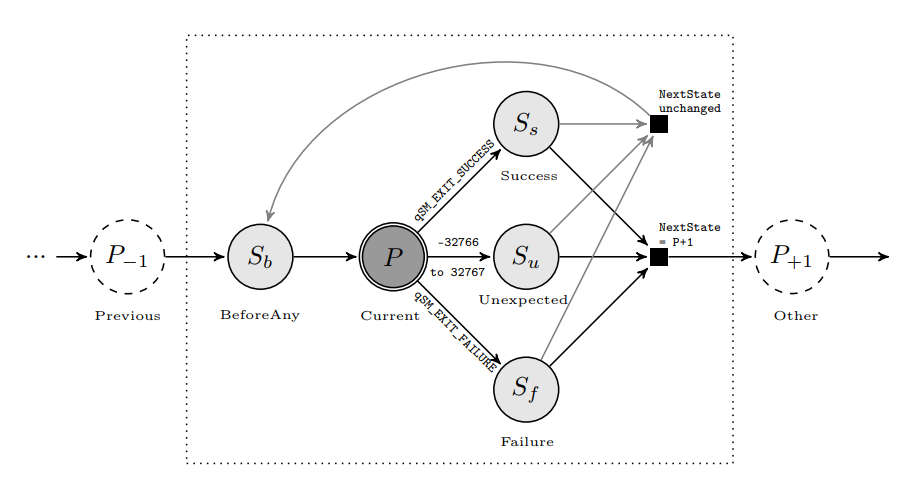 NextState
unchanged
S_s
qSM_EXIT_SUCCESS
Success
NextState
= P+1
-32766
... P_{-1} S_b P S_u P_{+1}
to 32767
Unexpected
Previous BeforeAny Current Other
qSM_EXIT_FAILURE
S_f
Failure